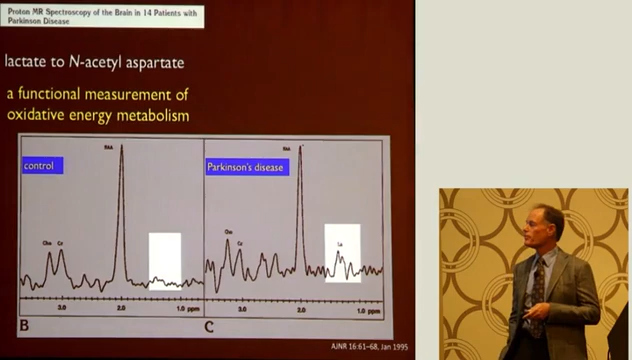 Proton MR Spectroscopy of the Brain in 14 Patients with
Parkinson Disease
lactate to N-acetyl aspartate
a functional measurement of
oxidative energy metabolism
control
NAA
Cho Cr
3.0 2.0 1.0 ppm
B
Parkinson's disease
NAA
Cho
Cr
La
3.0 2.0 1.0 ppm
C
AJNR 16:61–68, Jan 1995